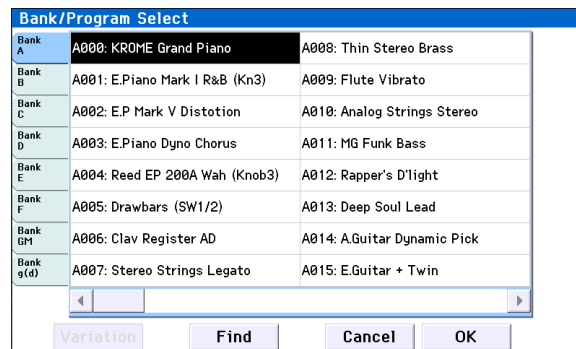 Bank/Program Select
Bank
A
Bank
B
Bank
C
Bank
D
Bank
E
Bank
F
Bank
GM
Bank
g(d)
A000: KROME Grand Piano
A001: E.Piano Mark I R&B (Kn3)
A002: E.P Mark V Distotion
A003: E.Piano Dyno Chorus
A004: Reed EP 200A Wah (Knob3)
A005: Drawbars (SW1/2)
A006: Clav Register AD
A007: Stereo Strings Legato
A008: Thin Stereo Brass
A009: Flute Vibrato
A010: Analog Strings Stereo
A011: MG Funk Bass
A012: Rapper's D'light
A013: Deep Soul Lead
A014: A.Guitar Dynamic Pick
A015: E.Guitar + Twin
Variation
Find
Cancel
OK